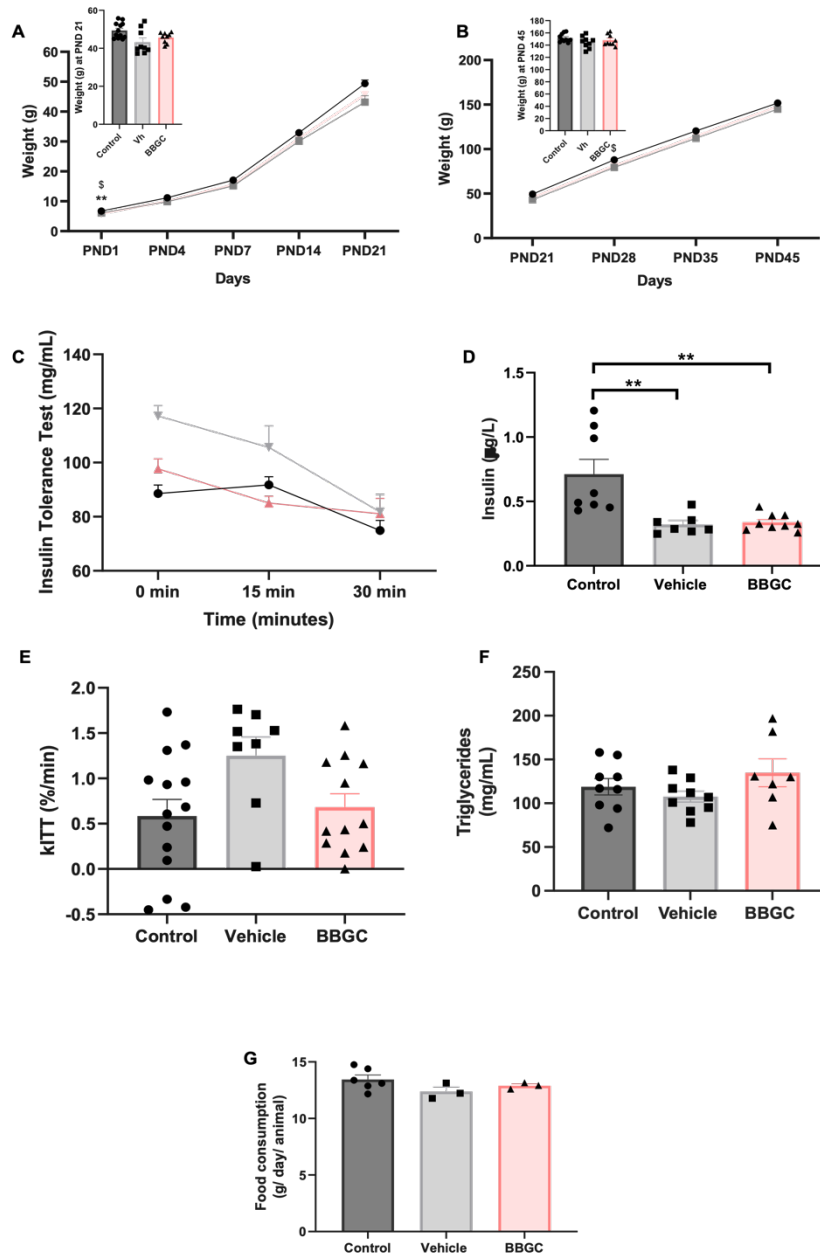 A
Weight (g) at PND 21
60
40
20
0
Control
Vh
BBGC
Weight (g)
60
50
40
30
20
10
0
$
**
PND1
PND4
PND7
PND14
PND21
Days
B
Weight (g) at PND 45
180
160
140
120
100
80
60
40
20
0
Control
Vh
BBGC
$
Weight (g)
200
150
100
50
0
PND21
PND28
PND35
PND45
Days
C
Insulin Tolerance Test (mg/mL)
140
120
100
80
60
0 min
15 min
30 min
Time (minutes)
D
**
**
Insulin (µg/L)
1.5
1.0
0.5
0.0
Control
Vehicle
BBGC
E
kITT (%/min)
2.0
1.5
1.0
0.5
0.0
-0.5
Control
Vehicle
BBGC
F
Triglycerides
(mg/mL)
250
200
150
100
50
0
Control
Vehicle
BBGC
G
Food consumption
(g/ day/ animal)
15
10
5
0
Control
Vehicle
BBGC